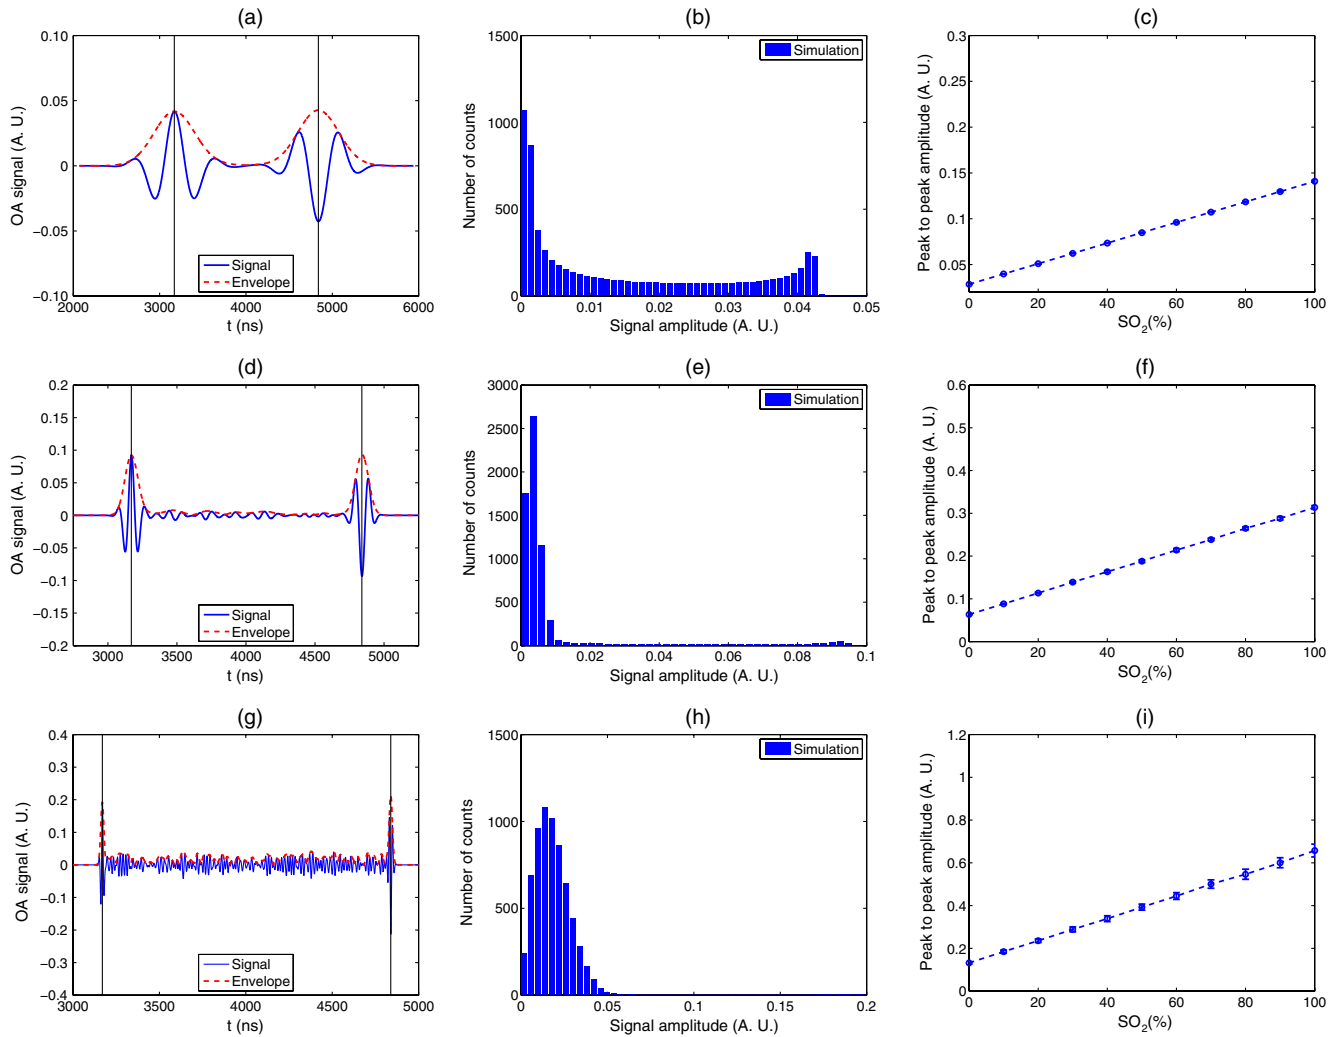 (a)
OA signal (A. U.)
0.10
0.05
0
−0.05
−0.10
2000 3000 4000 5000 6000
t (ns)
Signal
Envelope
(b)
Number of counts
1500
1000
500
0
0.01 0.02 0.03 0.04 0.05
Signal amplitude (A. U.)
Simulation
(c)
Peak to peak amplitude (A. U.)
0.3
0.25
0.2
0.15
0.1
0.05
0 20 40 60 80 100
SO2(%)
(d)
OA signal (A. U.)
0.2
0.15
0.1
0.05
0
−0.05
−0.1
−0.15
−0.2
3000 3500 4000 4500 5000
t (ns)
Signal
Envelope
(e)
Number of counts
3000
2500
2000
1500
1000
500
0
0.02 0.04 0.06 0.08 0.1
Signal amplitude (A. U.)
Simulation
(f)
Peak to peak amplitude (A. U.)
0.6
0.5
0.4
0.3
0.2
0.1
0
0 20 40 60 80 100
SO2(%)
(g)
OA signal (A. U.)
0.4
0.3
0.2
0.1
0
−0.1
−0.2
−0.3
−0.4
3000 3500 4000 4500 5000
t (ns)
Signal
Envelope
(h)
Number of counts
1500
1000
500
0
0.05 0.1 0.15 0.2
Signal amplitude (A. U.)
Simulation
(i)
Peak to peak amplitude (A. U.)
1.2
1
0.8
0.6
0.4
0.2
0
0 20 40 60 80 100
SO2(%)